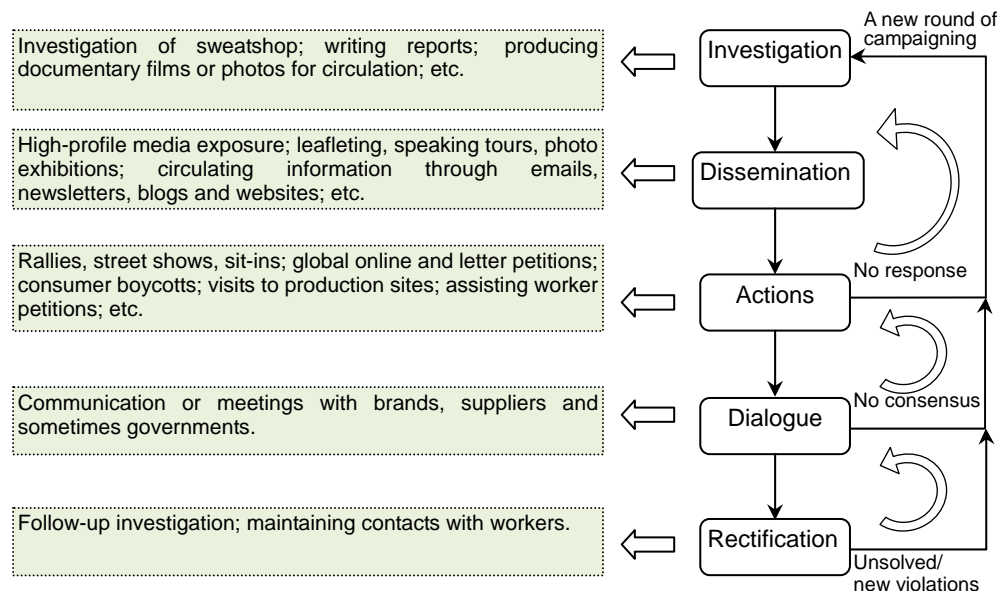 A new round of
campaigning
Investigation of sweatshop; writing reports; producing
documentary films or photos for circulation; etc.
Investigation
High-profile media exposure; leafleting, speaking tours, photo
exhibitions; circulating information through emails,
newsletters, blogs and websites; etc.
Dissemination
No response
Rallies, street shows, sit-ins; global online and letter petitions;
consumer boycotts; visits to production sites; assisting worker
petitions; etc.
Actions
No consensus
Communication or meetings with brands, suppliers and
sometimes governments.
Dialogue
Follow-up investigation; maintaining contacts with workers.
Rectification
Unsolved/
new violations